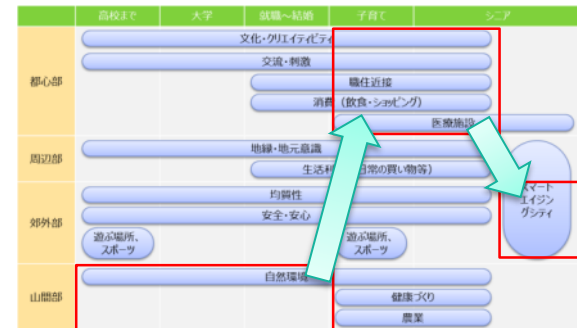 高校まで 大学 就職～結婚 子育て シニア
文化・クリエイティビティ
交流・刺激
都心部 職住近接
消費（飲食・ショッピング）
医療施設
地縁・地元意識
周辺部
生活利 日常の買い物等）
均質性
スマート
エイジン
グシティ
郊外部 安全・安心
遊ぶ場所、
スポーツ
遊ぶ場所、
スポーツ
自然環境
山間部 健康づくり
農業